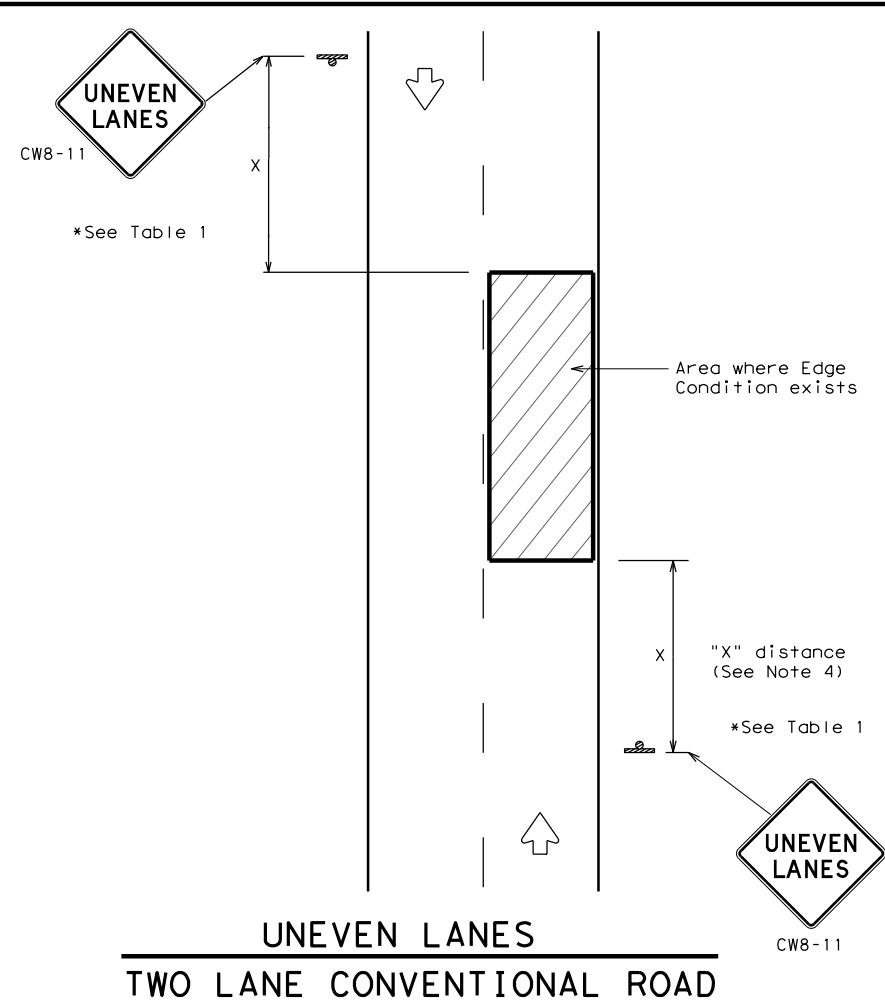 UNEVEN
LANES
CW8-11
X
*See Table 1
Area where Edge
Condition exists
X
"X" distance
(See Note 4)
*See Table 1
UNEVEN
LANES
CW8-11
UNEVEN LANES
TWO LANE CONVENTIONAL ROAD